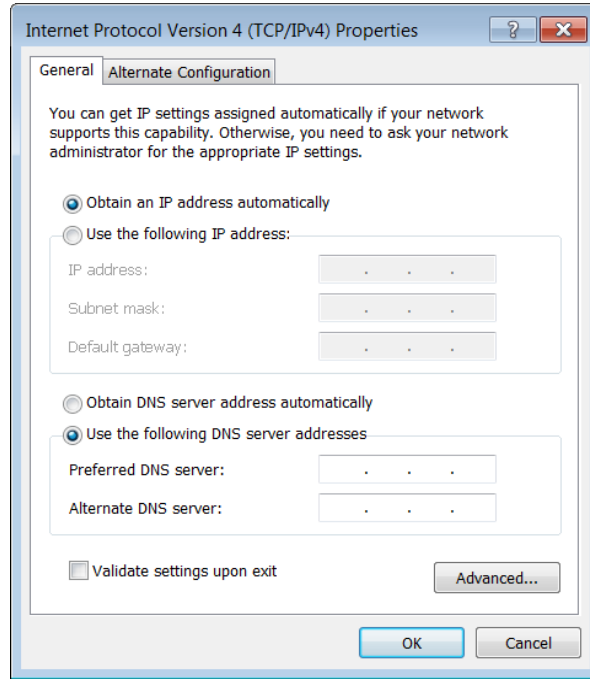 Internet Protocol Version 4 (TCP/IPv4) Properties
General
Alternate Configuration
You can get IP settings assigned automatically if your network
supports this capability. Otherwise, you need to ask your network
administrator for the appropriate IP settings.
Obtain an IP address automatically
Use the following IP address:
IP address: . . .
Subnet mask: . . .
Default gateway: . . .
Obtain DNS server address automatically
Use the following DNS server addresses
Preferred DNS server: . . .
Alternate DNS server: . . .
Validate settings upon exit
Advanced...
OK
Cancel